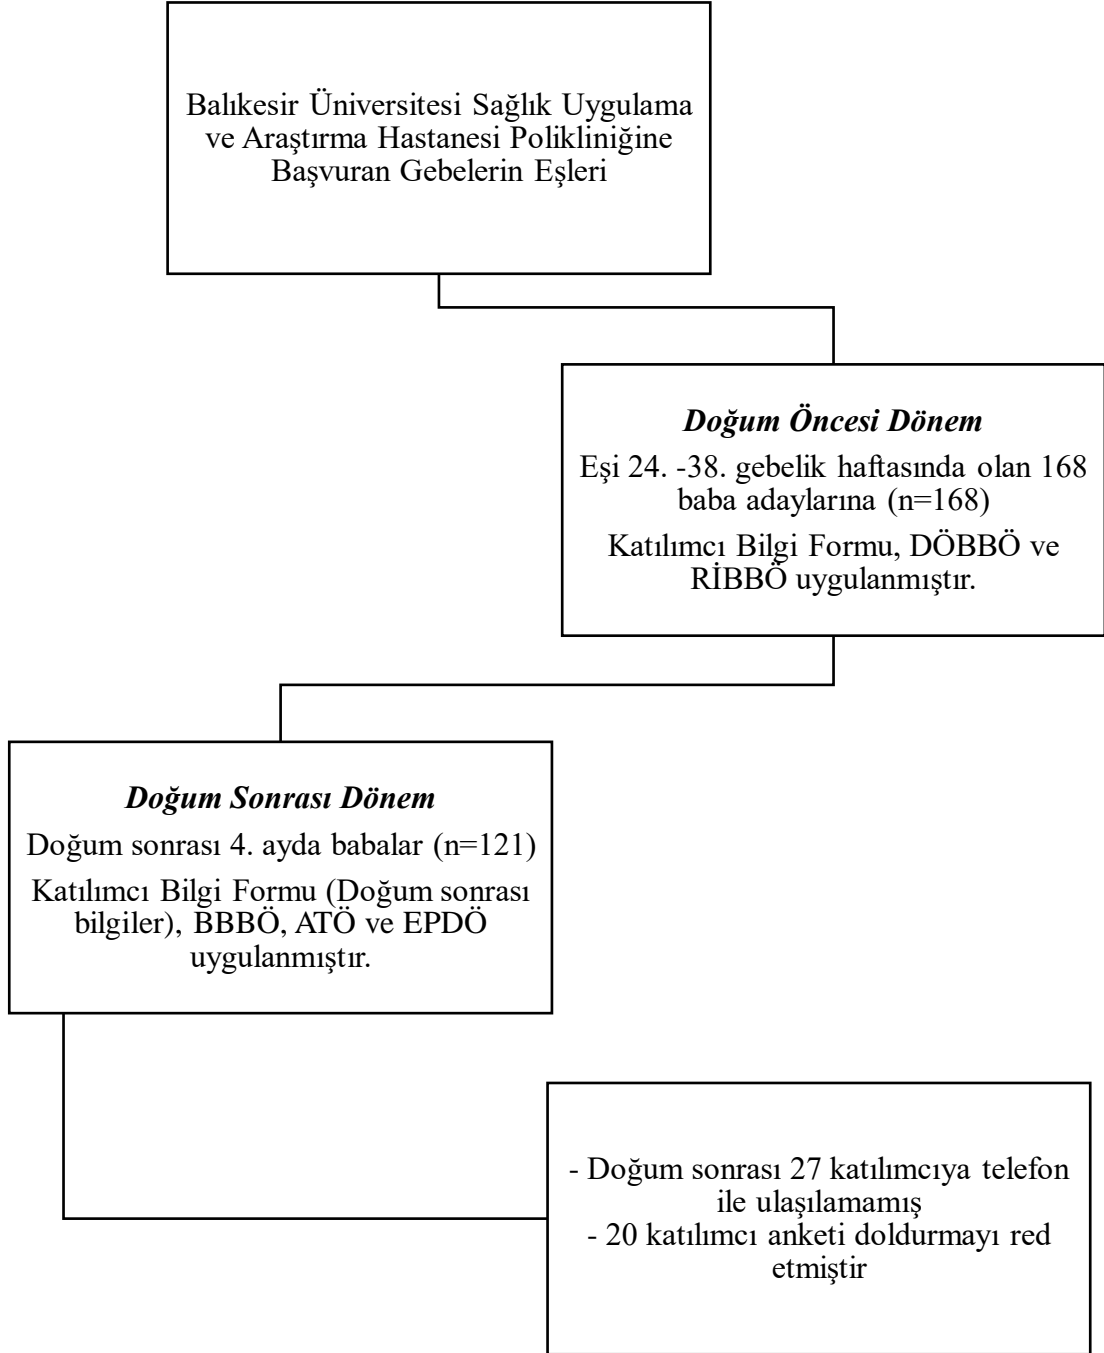 Balıkesir Üniversitesi Sağlık Uygulama
ve Araştırma Hastanesi Polikliniğine
Başvuran Gebelerin Eşleri
Doğum Öncesi Dönem
Eşi 24. -38. gebelik haftasında olan 168
baba adaylarına (n=168)
Katılımcı Bilgi Formu, DÖBBÖ ve
RİBBÖ uygulanmıştır.
Doğum Sonrası Dönem
Doğum sonrası 4. ayda babalar (n=121)
Katılımcı Bilgi Formu (Doğum sonrası
bilgiler), BBBÖ, ATÖ ve EPDÖ
uygulanmıştır.
- Doğum sonrası 27 katılımcıya telefon
ile ulaşılamamış
- 20 katılımcı anketi doldurmayı red
etmiştir